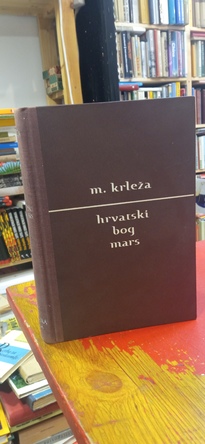 m. krleža
hrvatski
bog
mars